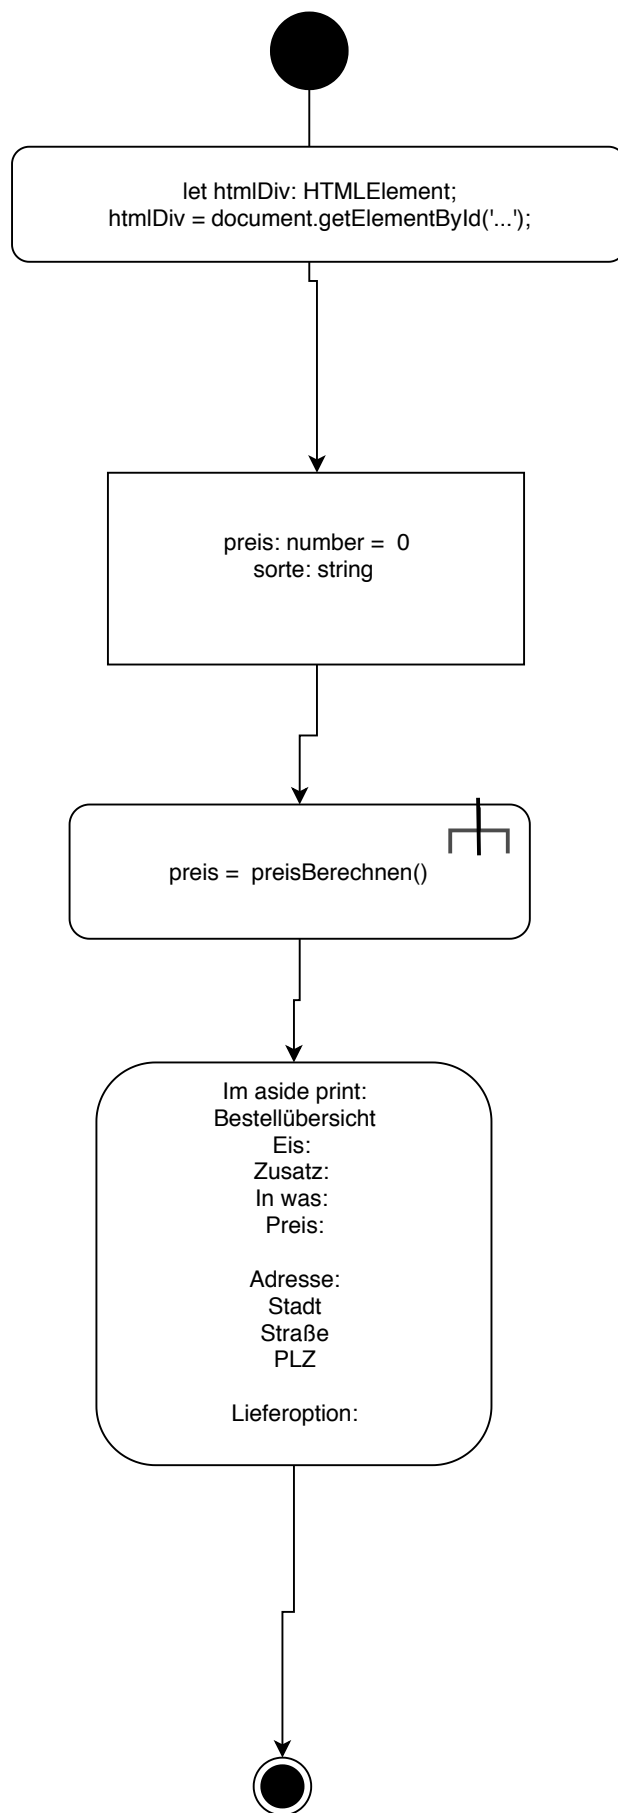 let htmlDiv: HTMLElement;
htmlDiv = document.getElementById('...');
preis: number =  0
sorte: string
preis =  preisBerechnen()
Im aside print:
Bestellübersicht
Eis:
Zusatz:
In was:
Preis:
Adresse:
Stadt
Straße
PLZ
Lieferoption: